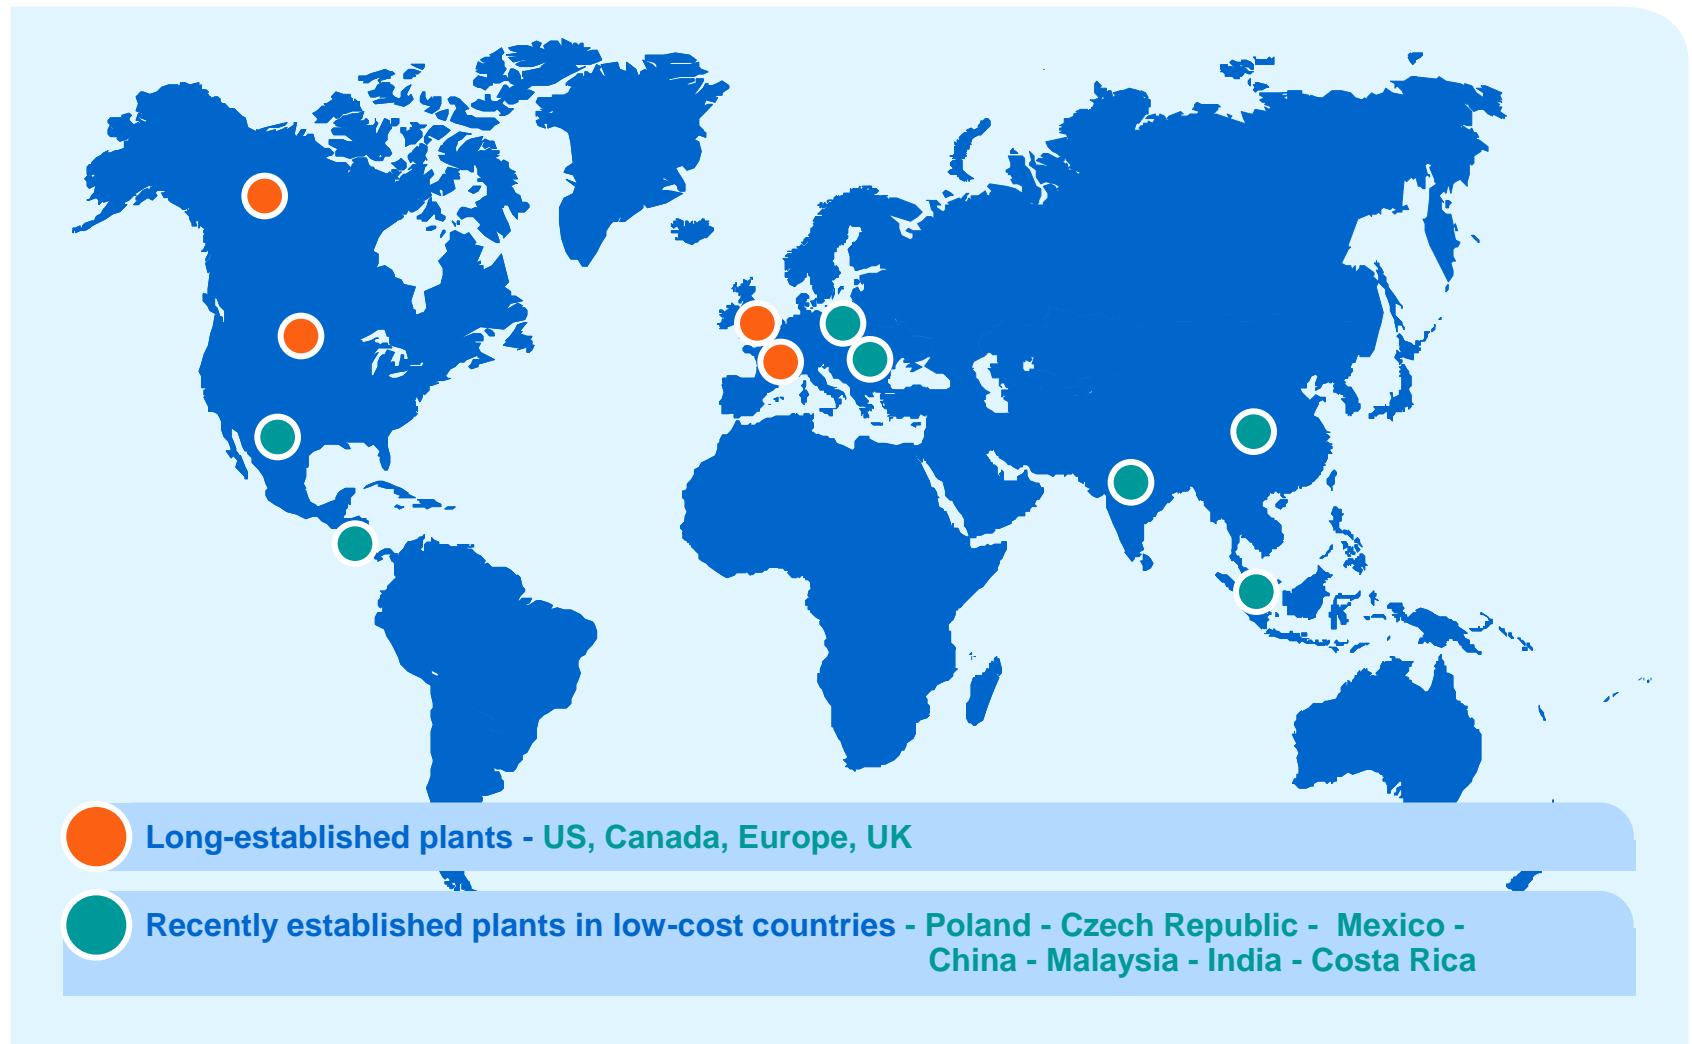 Long-established plants - US, Canada, Europe, UK
Recently established plants in low-cost countries - Poland - Czech Republic -  Mexico -
China - Malaysia - India - Costa Rica